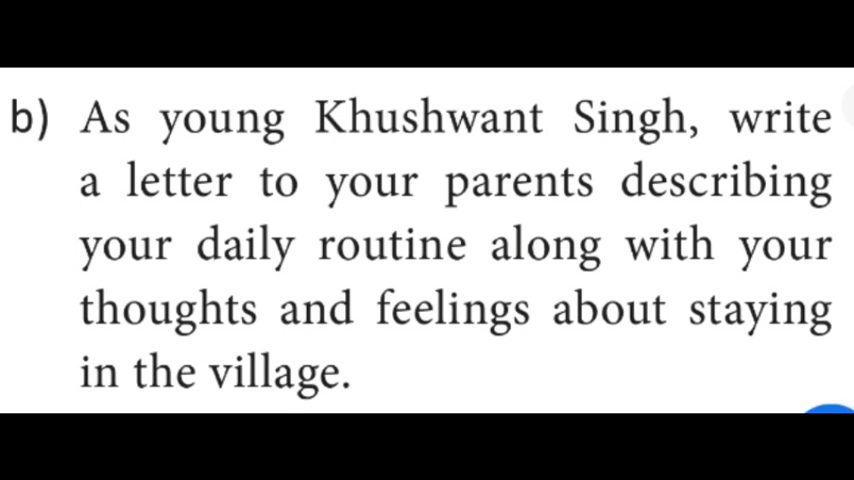 b) As young Khushwant Singh, write
a letter to your parents describing
your daily routine along with your
thoughts and feelings about staying
in the village.